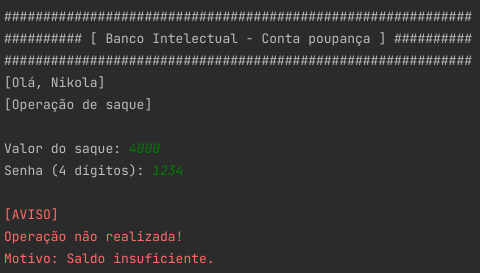 ############################################################
########## [ Banco Intelectual - Conta poupança ] ##########
############################################################
[Olá, Nikola]
[Operação de saque]
Valor do saque: 4000
Senha (4 dígitos): 1234
[AVISO]
Operação não realizada!
Motivo: Saldo insuficiente.